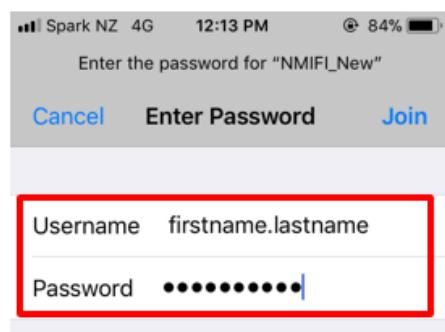 Spark NZ 4G 12:13 PM 84%
Enter the password for “NMIFI_New”
Cancel Enter Password Join
Username firstname.lastname
Password ●●●●●●●●●●